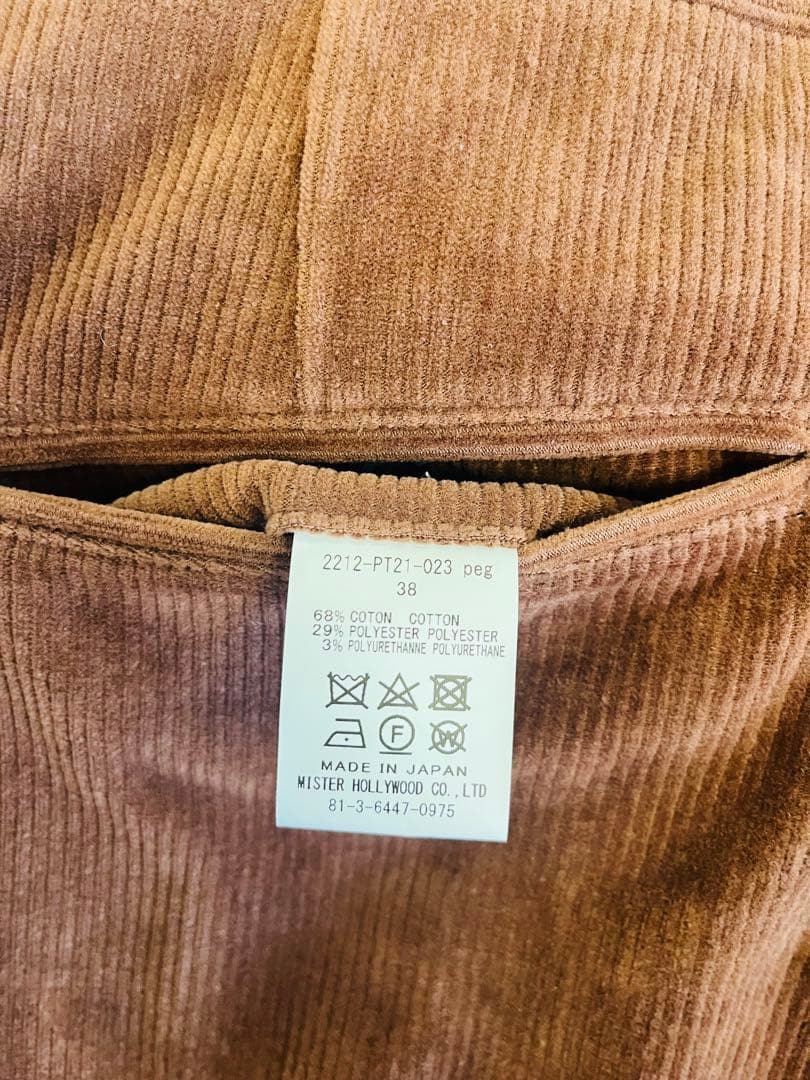 2212-PT21-023 peg
38
68% COTON COTTON
29% POLYESTER POLYESTER
3% POLYURETHANNE POLYURETHANE
F
W
MADE IN JAPAN
MISTER HOLLYWOOD CO.,LTD
81-3-6447-0975